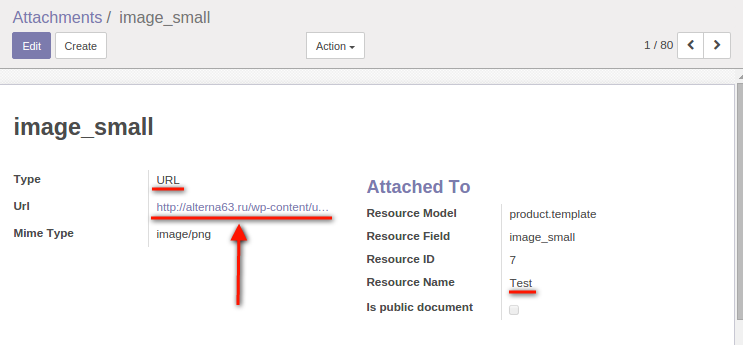 Attachments / image_small
Edit Create Action 1 / 80
image_small
Type URL
Url http://alterna63.ru/wp-content/u...
Mime Type image/png
Attached To
Resource Model product.template
Resource Field image_small
Resource ID 7
Resource Name Test
Is public document